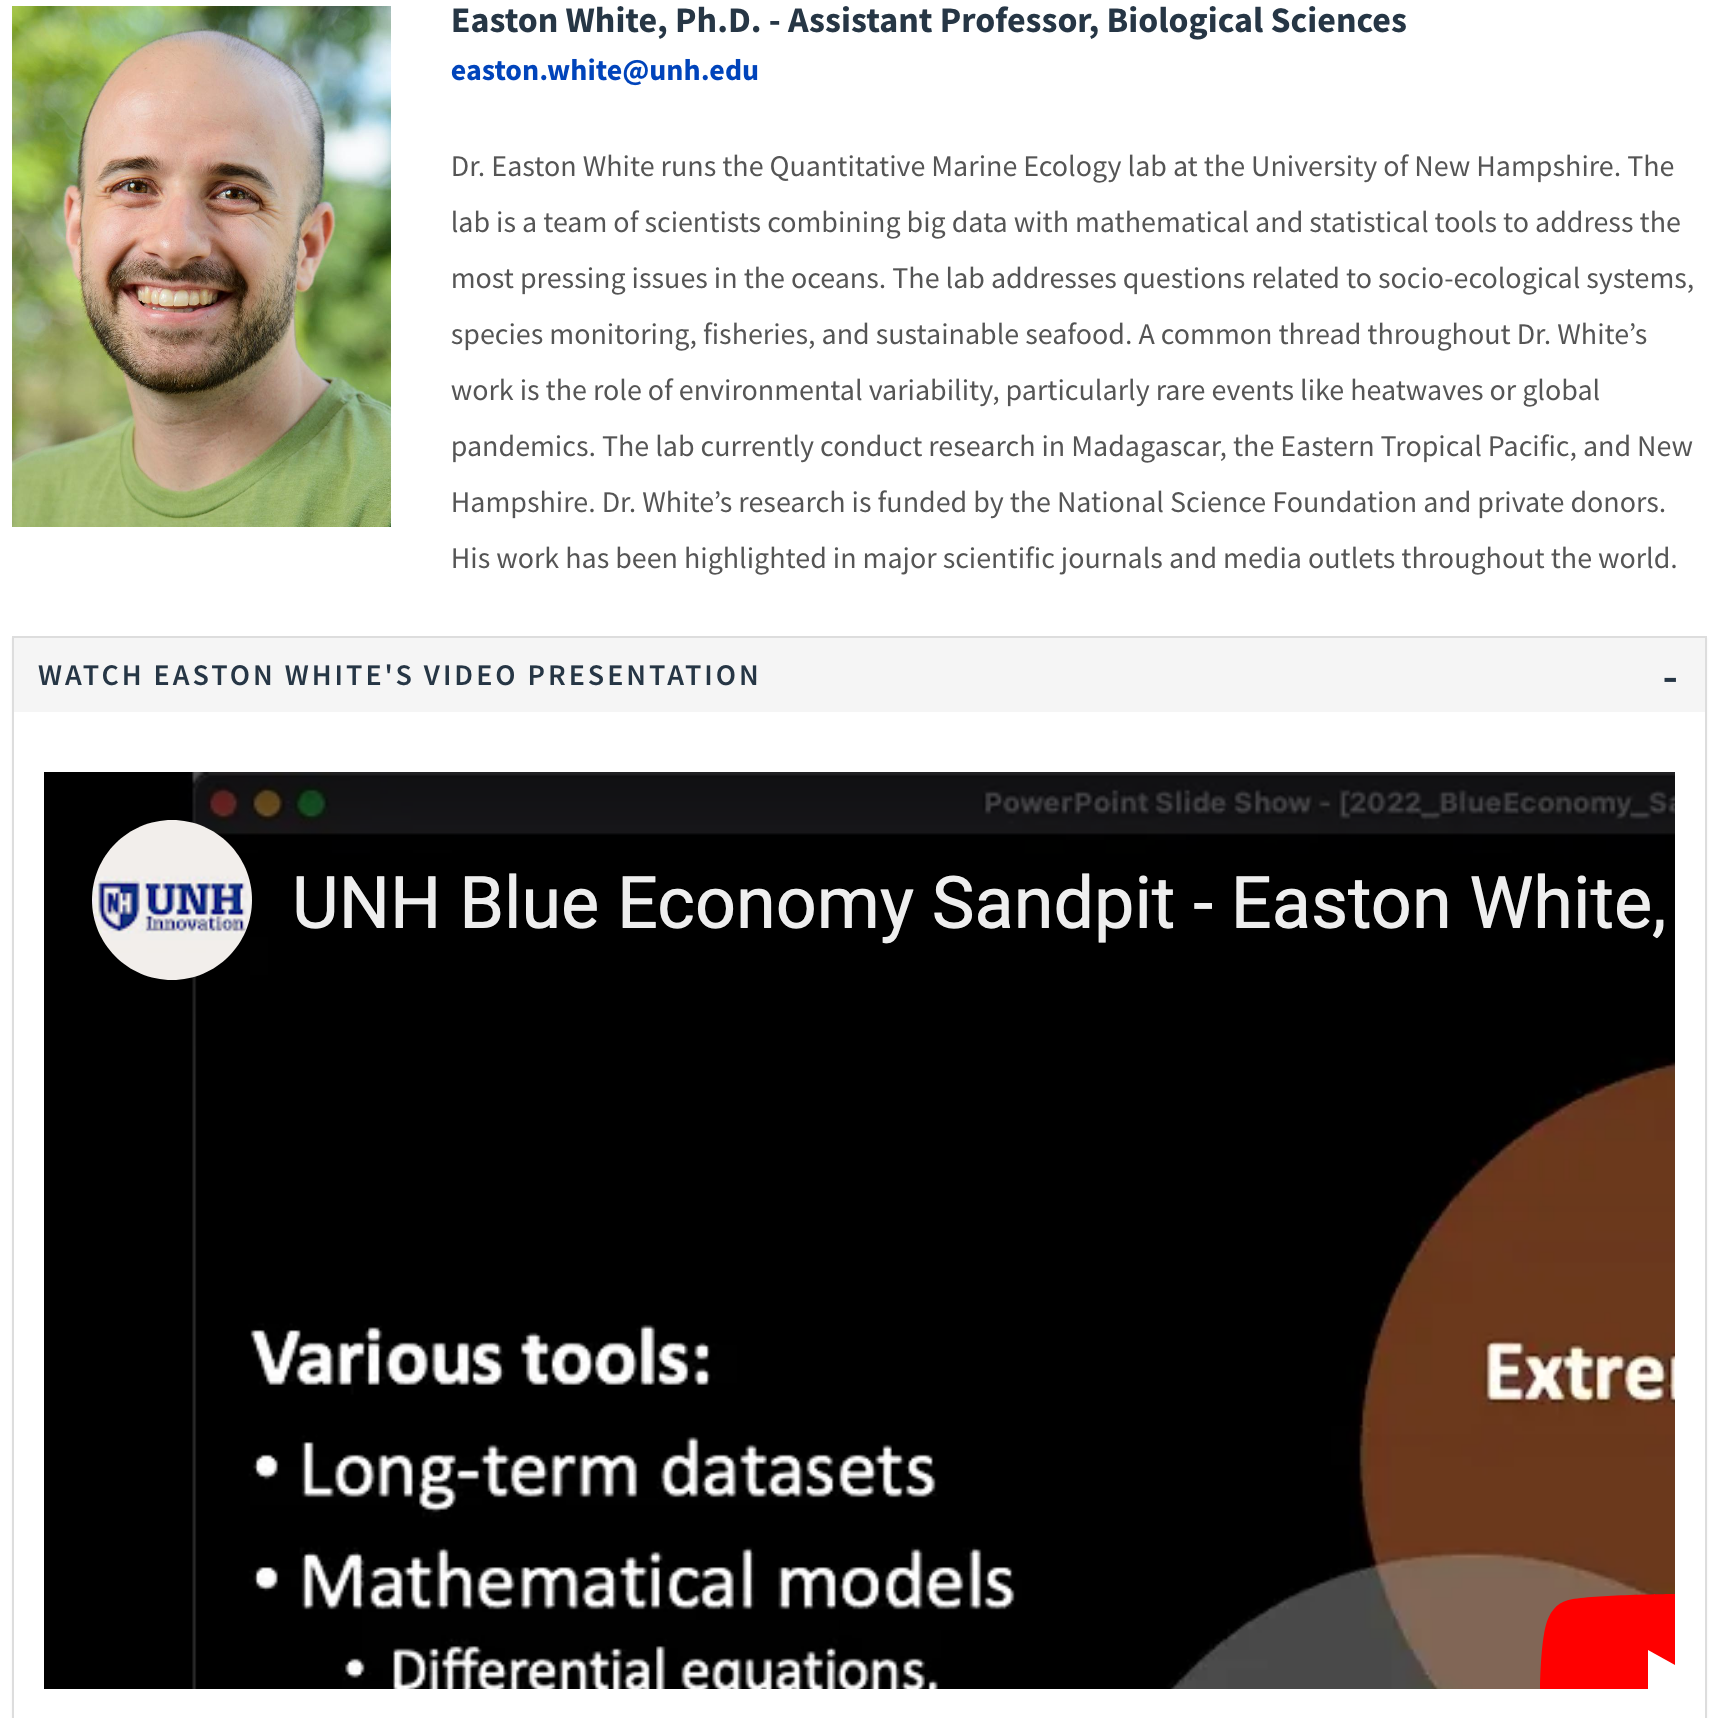 Easton White, Ph.D. - Assistant Professor, Biological Sciences
easton.white@unh.edu
Dr. Easton White runs the Quantitative Marine Ecology lab at the University of New Hampshire. The
lab is a team of scientists combining big data with mathematical and statistical tools to address the
most pressing issues in the oceans. The lab addresses questions related to socio-ecological systems,
species monitoring, fisheries, and sustainable seafood. A common thread throughout Dr. White’s
work is the role of environmental variability, particularly rare events like heatwaves or global
pandemics. The lab currently conduct research in Madagascar, the Eastern Tropical Pacific, and New
Hampshire. Dr. White’s research is funded by the National Science Foundation and private donors.
His work has been highlighted in major scientific journals and media outlets throughout the world.
WATCH EASTON WHITE'S VIDEO PRESENTATION
-
PowerPoint Slide Show - [2022_BlueEconomy_Sa
NH UNH
Innovation
UNH Blue Economy Sandpit - Easton White,
Various tools:
• Long-term datasets
• Mathematical models
• Differential equations,
Extre